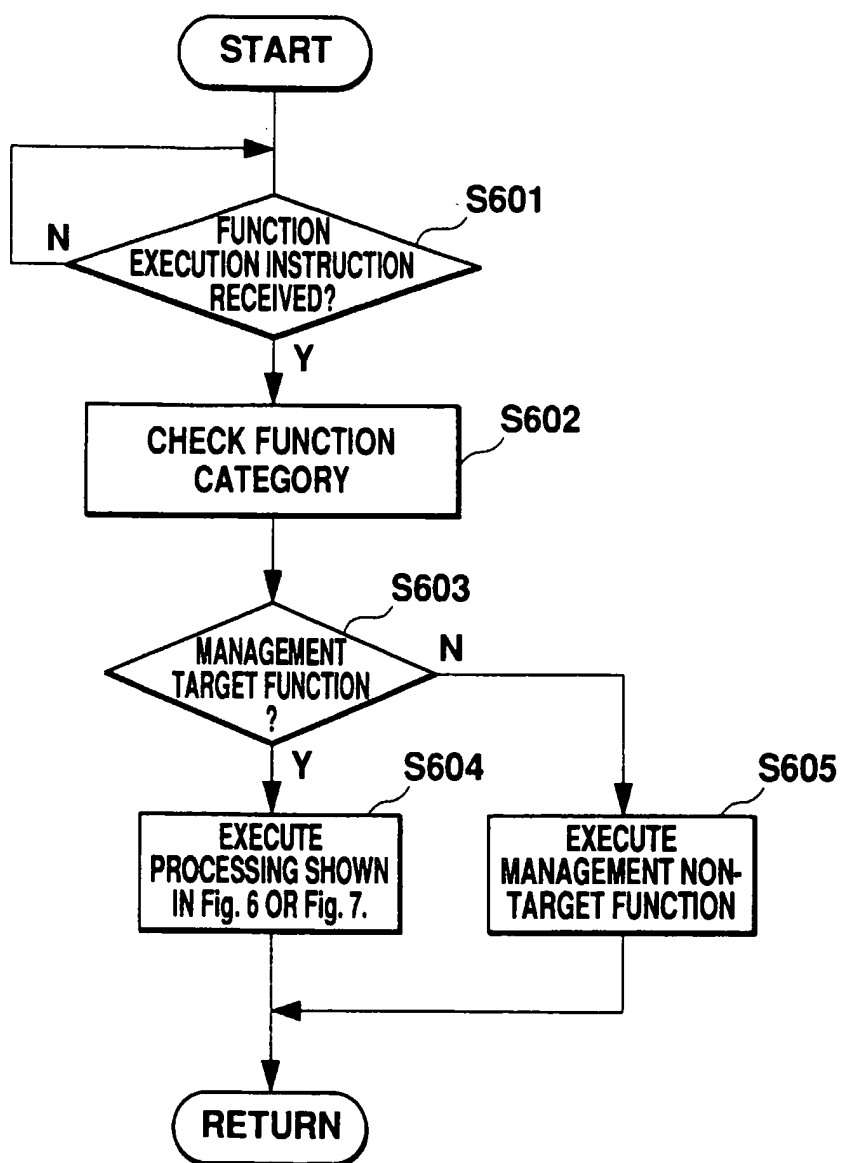 START
S601
FUNCTION
EXECUTION INSTRUCTION
RECEIVED?
N
Y
S602
CHECK FUNCTION
CATEGORY
S603
MANAGEMENT
TARGET FUNCTION
?
N
Y
S604
EXECUTE
PROCESSING SHOWN
IN Fig. 6 OR Fig. 7.
S605
EXECUTE
MANAGEMENT NON-
TARGET FUNCTION
RETURN